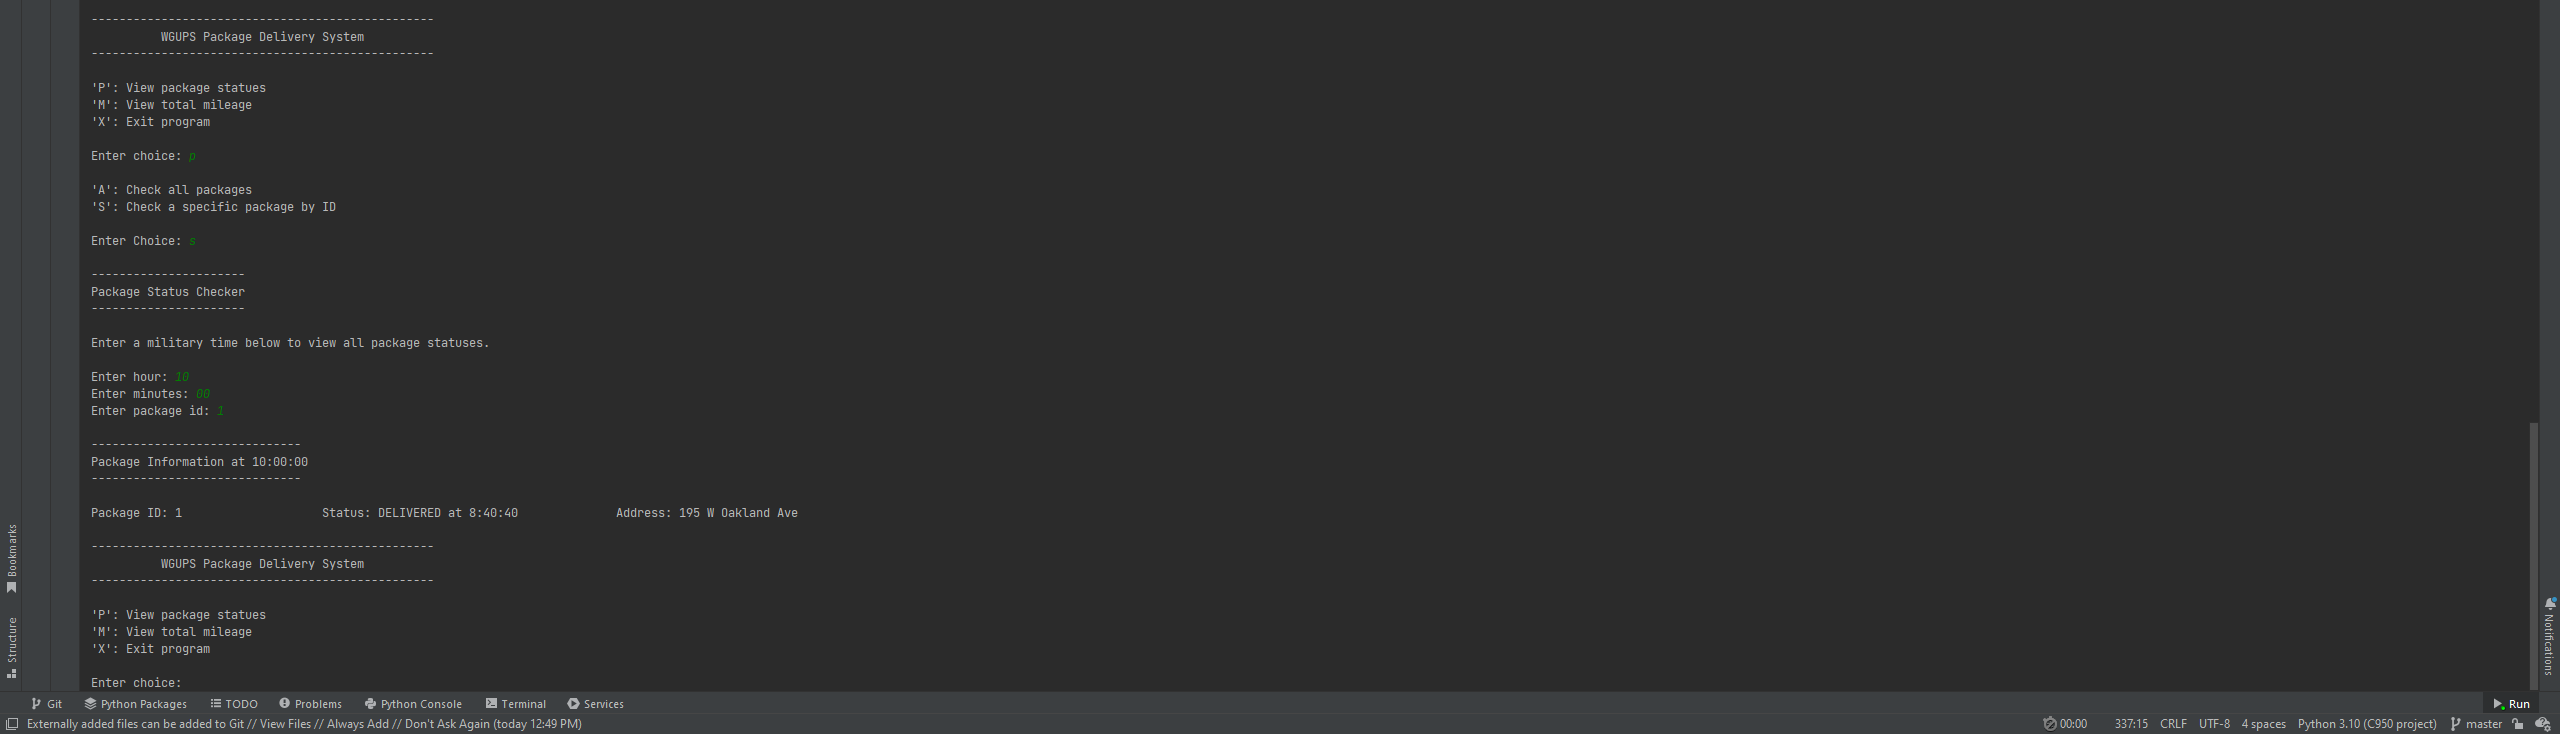 -------------------------------------------------
WGUPS Package Delivery System
-------------------------------------------------
'P': View package statues
'M': View total mileage
'X': Exit program
Enter choice: p
'A': Check all packages
'S': Check a specific package by ID
Enter Choice: s
----------------------
Package Status Checker
----------------------
Enter a military time below to view all package statuses.
Enter hour: 10
Enter minutes: 00
Enter package id: 1
------------------------------
Package Information at 10:00:00
------------------------------
Package ID: 1 Status: DELIVERED at 8:40:40 Address: 195 W Oakland Ave
-------------------------------------------------
WGUPS Package Delivery System
-------------------------------------------------
'P': View package statues
'M': View total mileage
'X': Exit program
Enter choice:
Bookmarks
Structure
Notifications
Git Python Packages TODO Problems Python Console Terminal Services Run
Externally added files can be added to Git // View Files // Always Add // Don't Ask Again (today 12:49 PM) 00:00 337:15 CRLF UTF-8 4 spaces Python 3.10 (C950 project) master